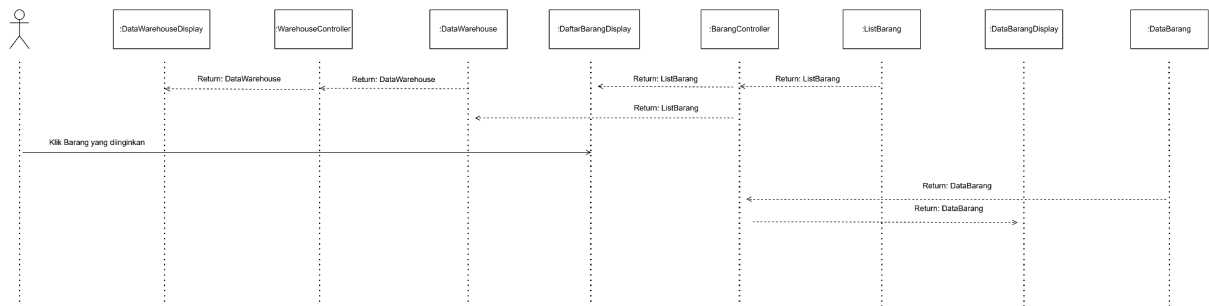 :DataWarehouseDisplay
:WarehouseController
:DataWarehouse
:DaftarBarangDisplay
:BarangController
:ListBarang
:DataBarangDisplay
:DataBarang
Return: DataWarehouse
Return: DataWarehouse
Return: ListBarang
Return: ListBarang
Return: ListBarang
Klik Barang yang diinginkan
Return: DataBarang
Return: DataBarang